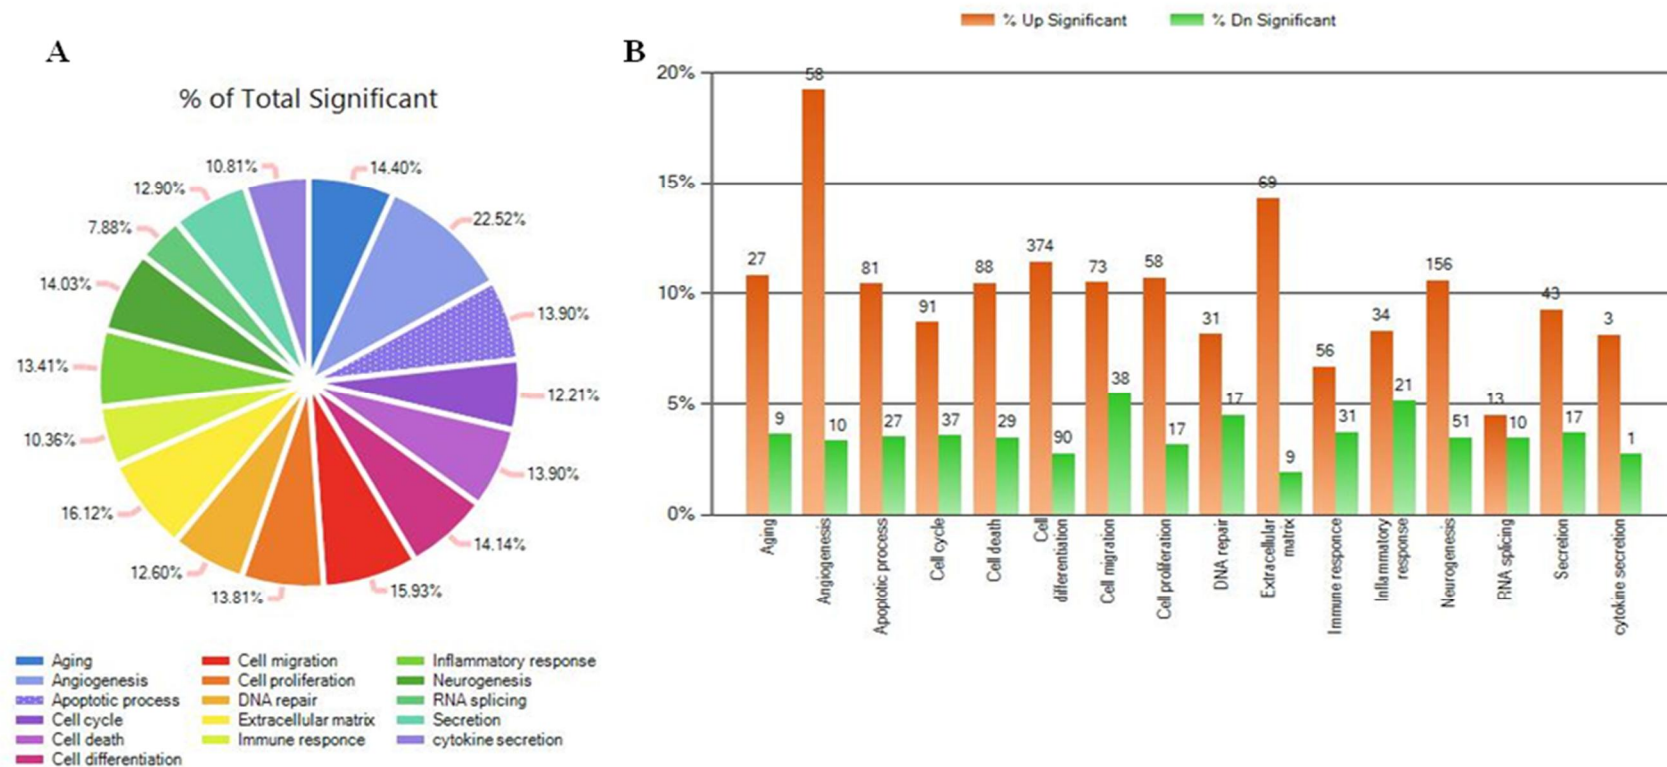 A
% of Total Significant
10.81%
14.40%
12.90%
22.52%
7.88%
14.03%
13.90%
13.41%
12.21%
10.36%
13.90%
16.12%
14.14%
12.60%
15.93%
13.81%
Aging
Angiogenesis
Apoptotic process
Cell cycle
Cell death
Cell differentiation
Cell migration
Cell proliferation
DNA repair
Extracellular matrix
Immune responce
Inflammatory response
Neurogenesis
RNA splicing
Secretion
cytokine secretion
B
% Up Significant
% Dn Significant
20%
15%
10%
5%
0%
27
9
58
10
81
27
91
37
88
29
374
90
73
38
58
17
31
17
69
9
56
31
34
21
156
51
13
10
43
17
3
1
Aging
Angiogenesis
Apoptotic process
Cell cycle
Cell death
Cell
differentiation
Cell migration
Cell proliferation
DNA repair
Extracellular
matrix
Immune responce
Inflammatory
response
Neurogenesis
RNA splicing
Secretion
cytokine secretion